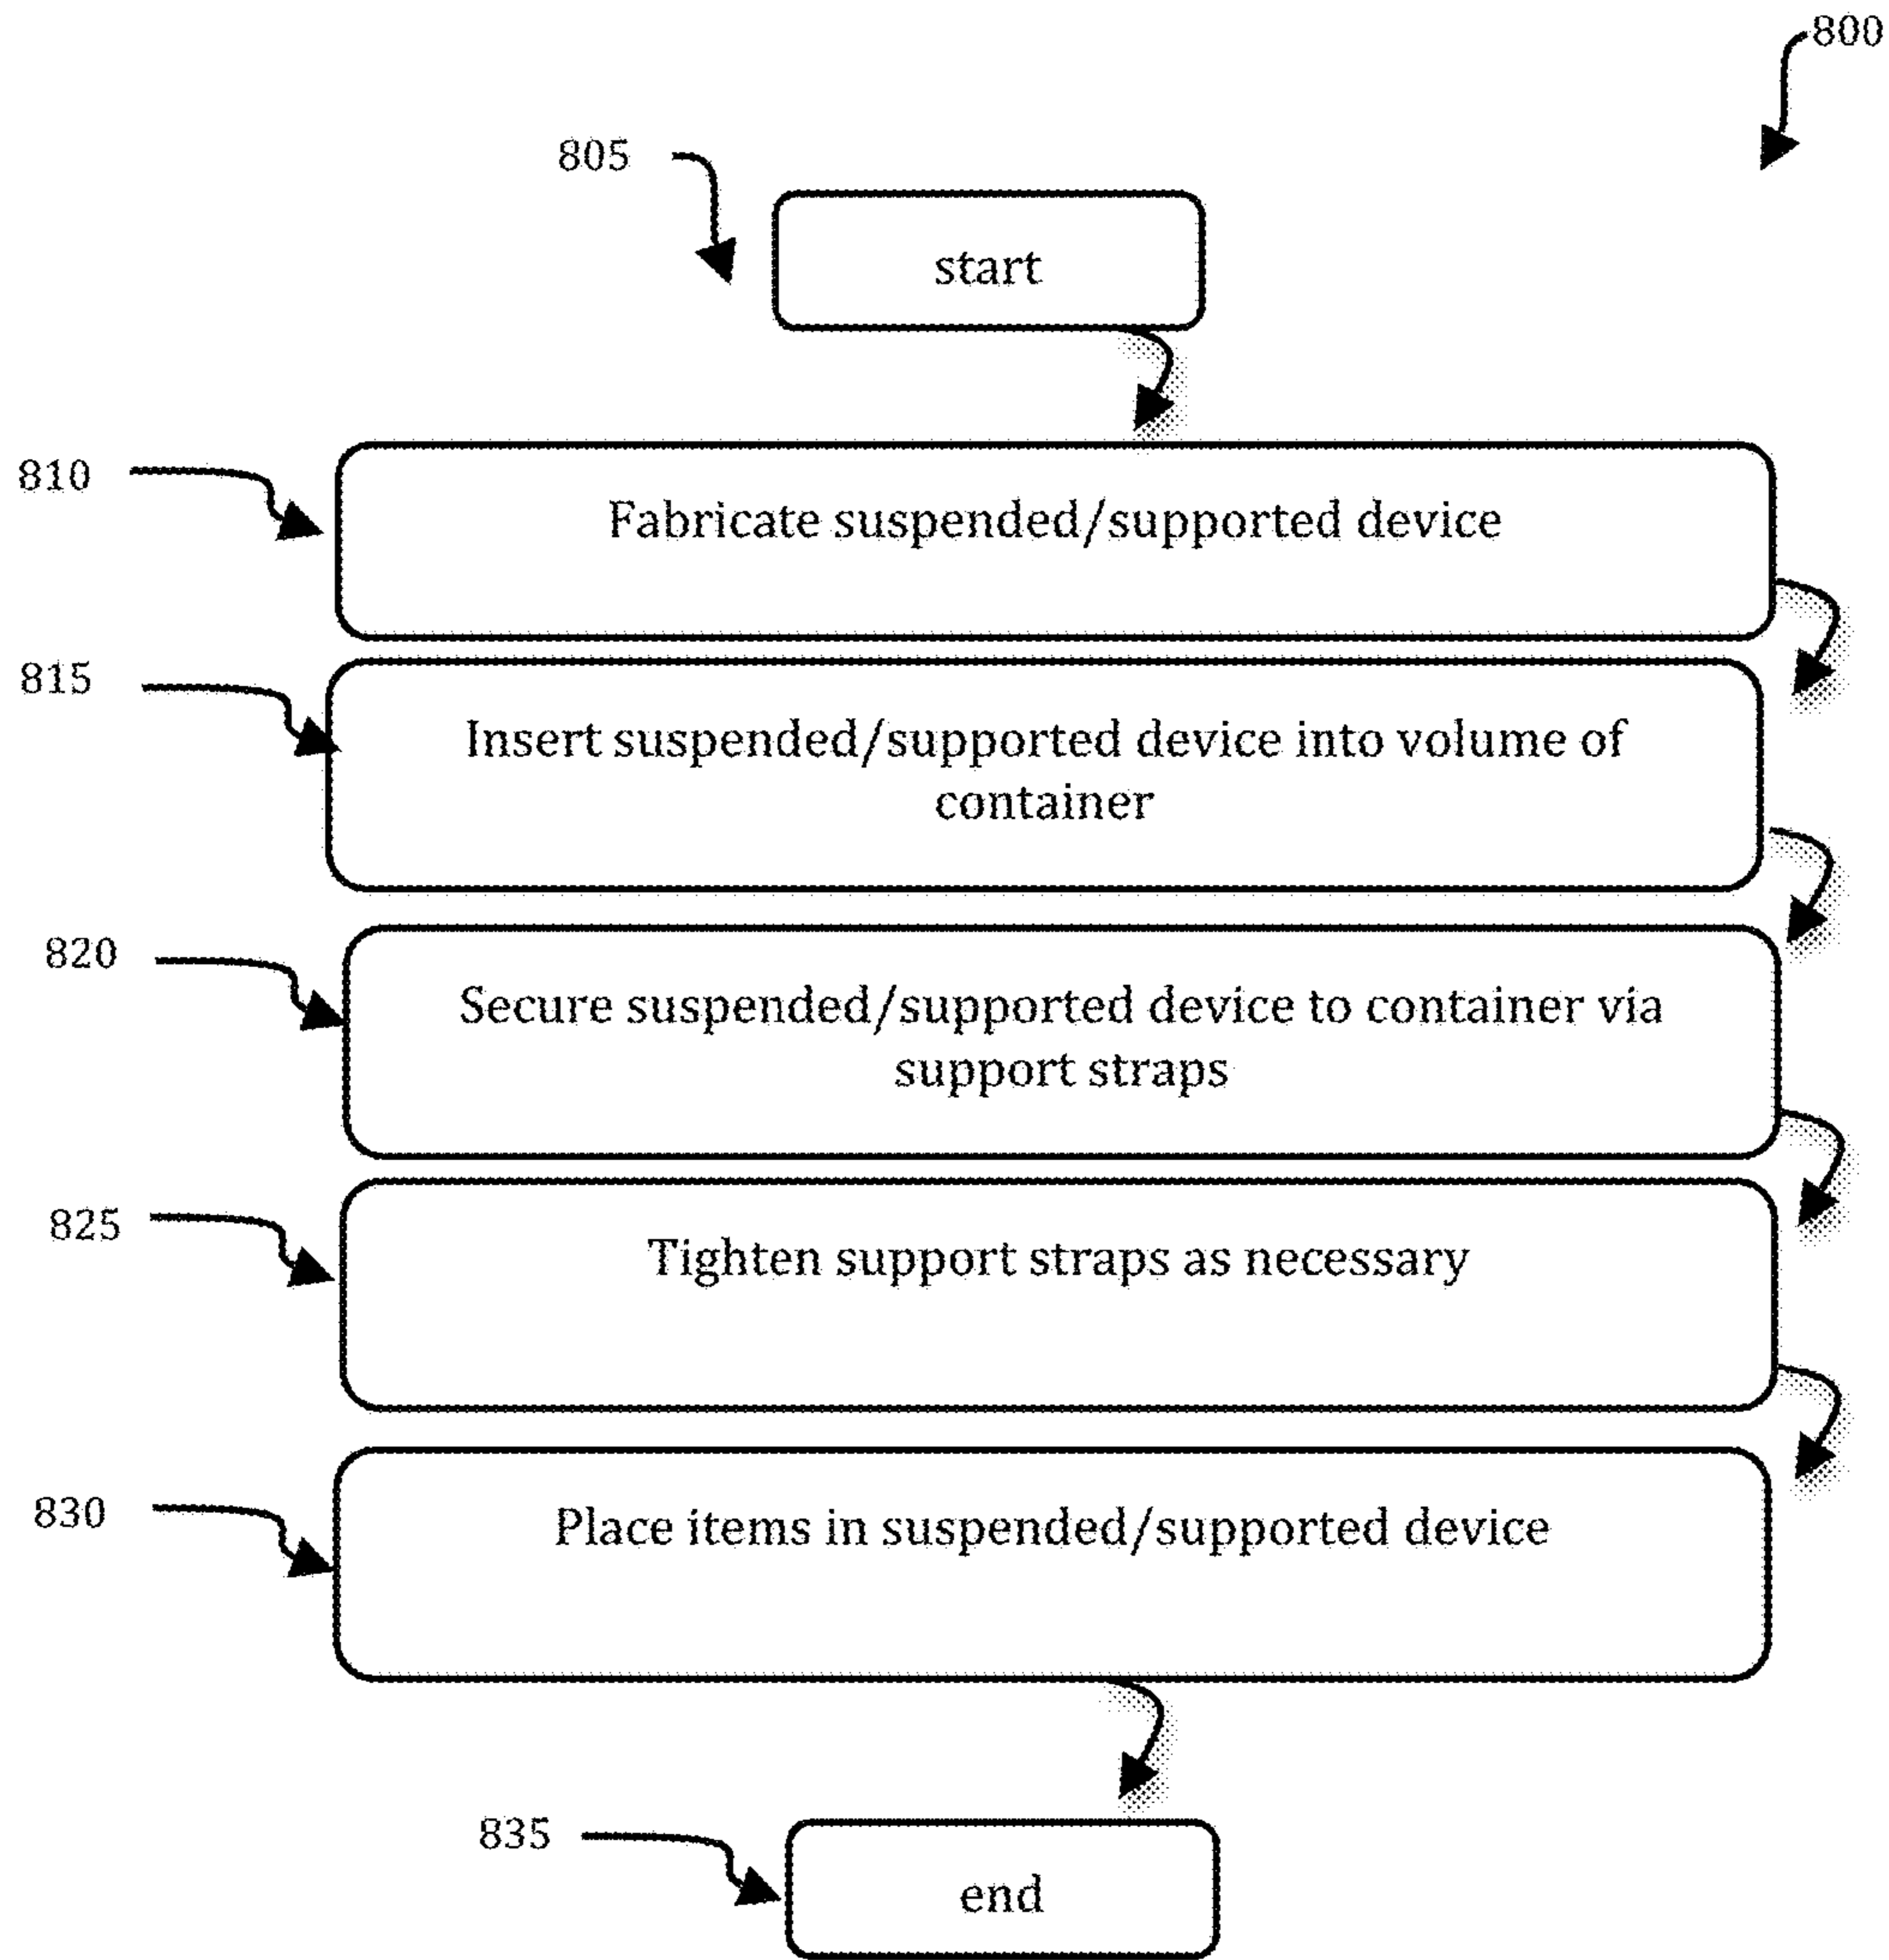 800
805
start
810
Fabricate suspended/supported device
815
Insert suspended/supported device into volume of
container
820
Secure suspended/supported device to container via
support straps
825
Tighten support straps as necessary
830
Place items in suspended/supported device
835
end